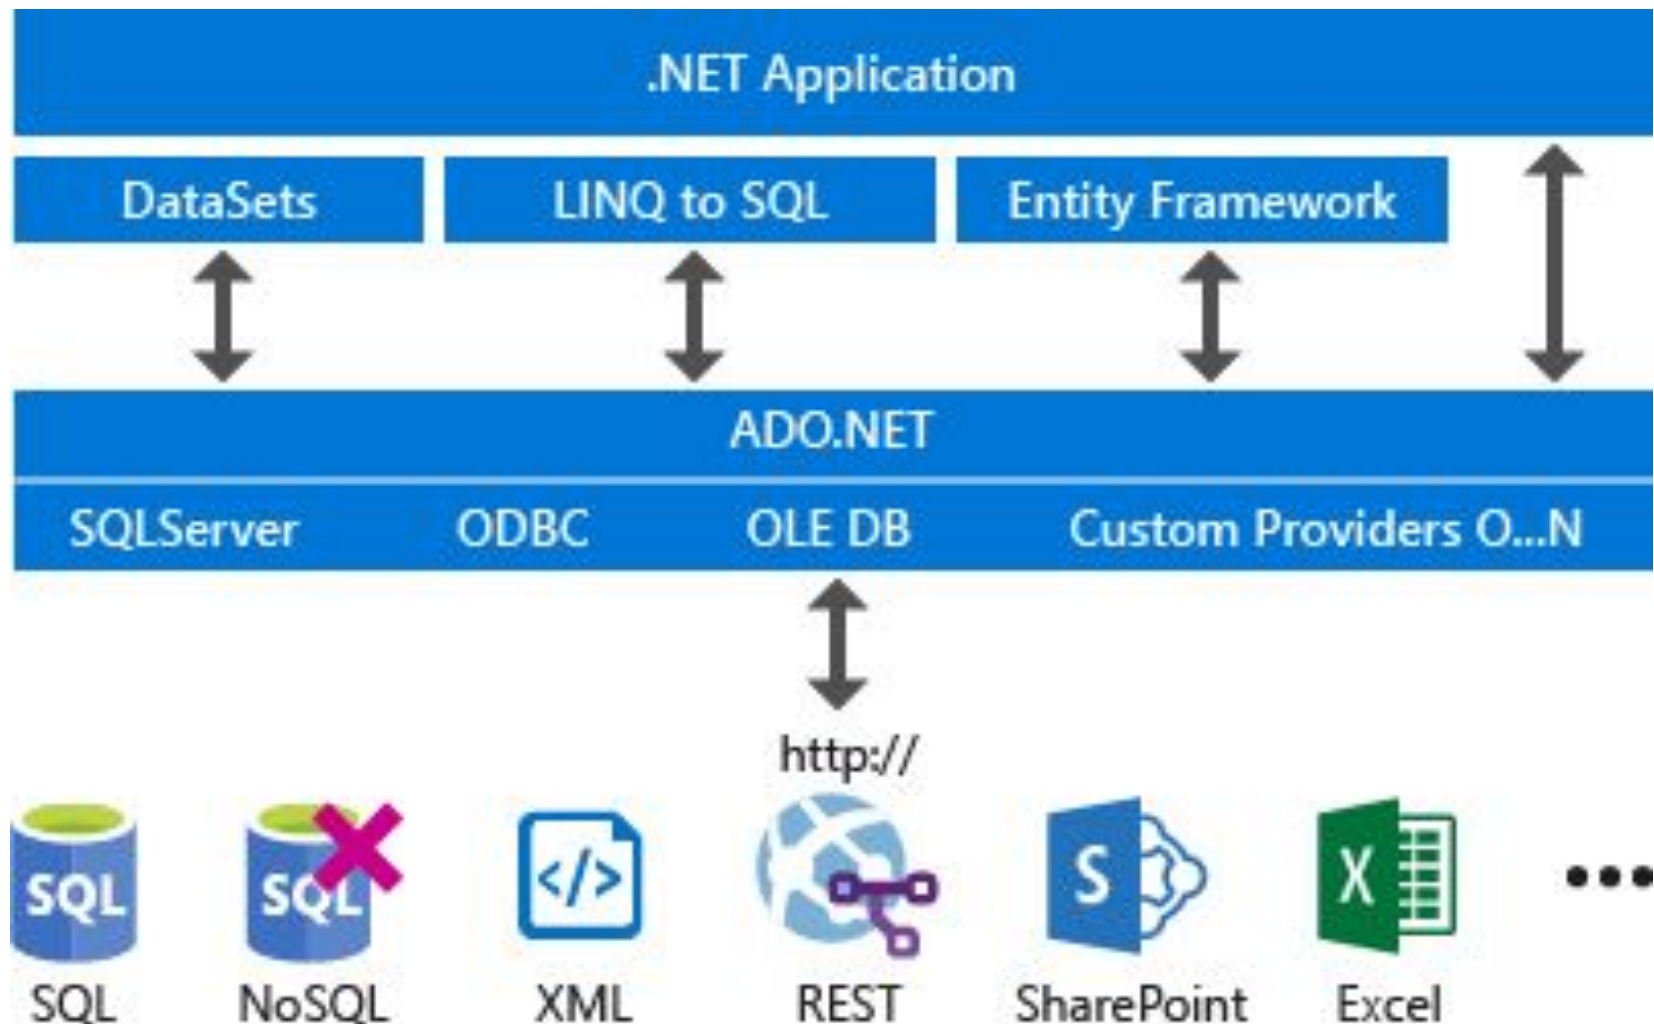 .NET Application
DataSets
LINQ to SQL
Entity Framework
ADO.NET
SQLServer
ODBC
OLE DB
Custom Providers O...N
http://
SQL
SQL
</>
S
X
...
SQL
NoSQL
XML
REST
SharePoint
Excel